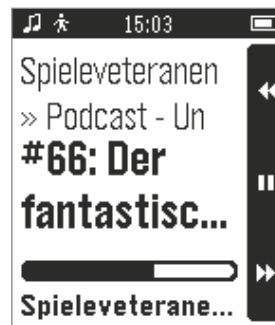 15:03
Spieleveteranen
» Podcast - Un
#66: Der
fantastisc...
Spieleveterane...